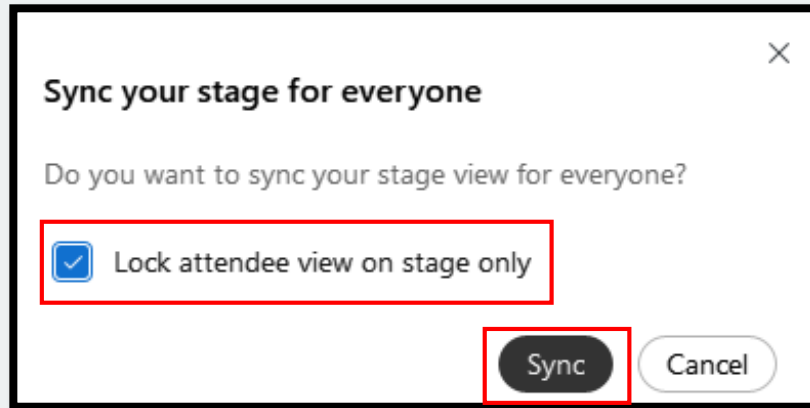 Sync your stage for everyone
Do you want to sync your stage view for everyone?
Lock attendee view on stage only
Sync
Cancel